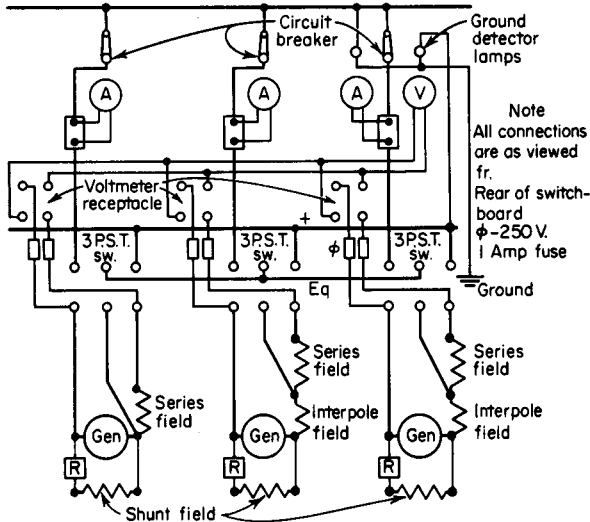 Circuit
breaker
Ground
detector
lamps
A
A
A
V
Note
All connections
are as viewed
fr.
Rear of switch-
board
ϕ-250 V.
1 Amp fuse
Voltmeter
receptacle
+
3P.S.T.
sw.
3P.S.T.
sw.
ϕ
3P.S.T.
sw.
Eq
Ground
Series
field
Series
field
Interpole
field
Series
field
Interpole
field
Gen
Gen
Gen
R
R
R
Shunt field